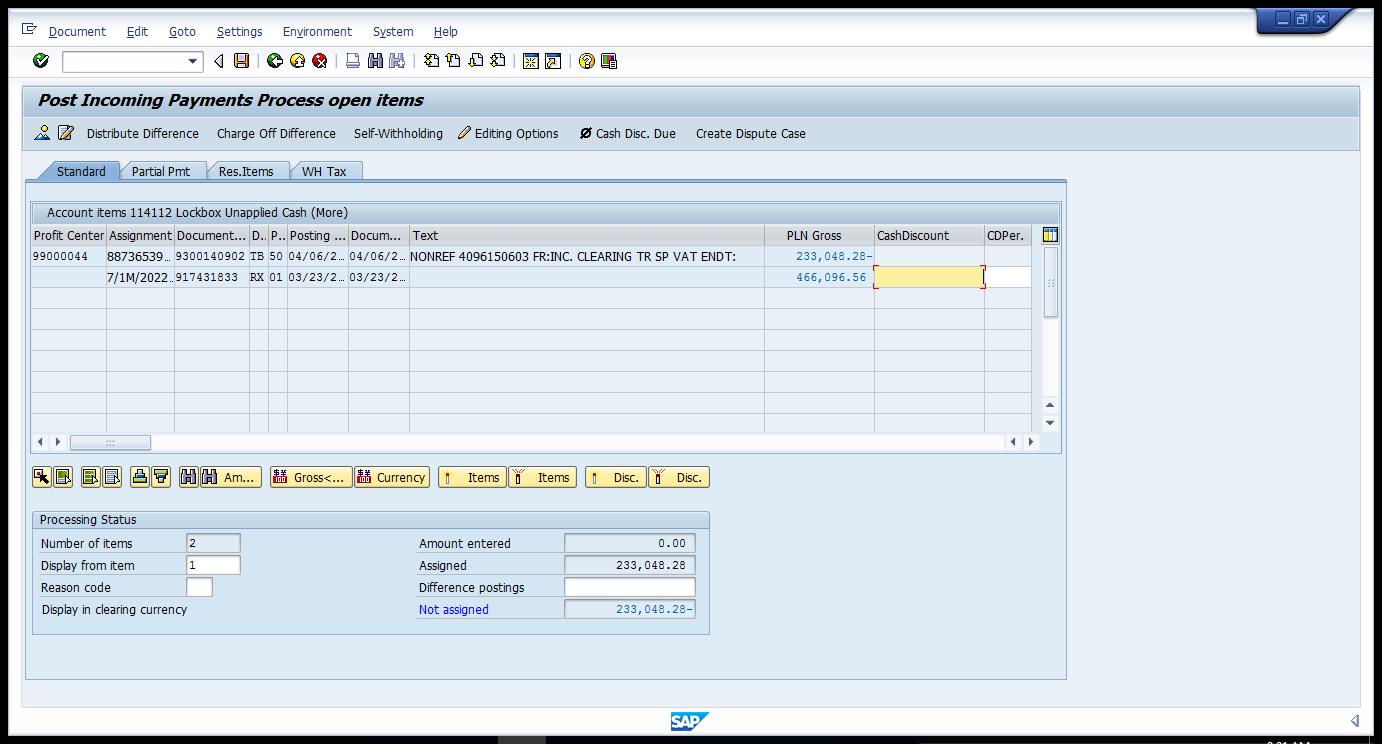 Document Edit Goto Settings Environment System Help
Post Incoming Payments Process open items
Distribute Difference Charge Off Difference Self-Withholding Editing Options Cash Disc. Due Create Dispute Case
Standard Partial Pmt Res.Items WH Tax
Account items 114112 Lockbox Unapplied Cash (More)
Profit Center Assignment Document... D.. P.. Posting ... Docum... Text PLN Gross CashDiscount CDPer.
99000044 88736539... 9300140902 TB 50 04/06/2... 04/06/2... NONREF 4096150603 FR:INC. CLEARING TR SP VAT ENDT: 233,048.28-
7/1M/2022... 917431833 RX 01 03/23/2... 03/23/2... 466,096.56
Am... Gross<... Currency Items Items Disc. Disc.
Processing Status
Number of items 2 Amount entered 0.00
Display from item 1 Assigned 233,048.28
Reason code Difference postings
Display in clearing currency Not assigned 233,048.28-
SAP